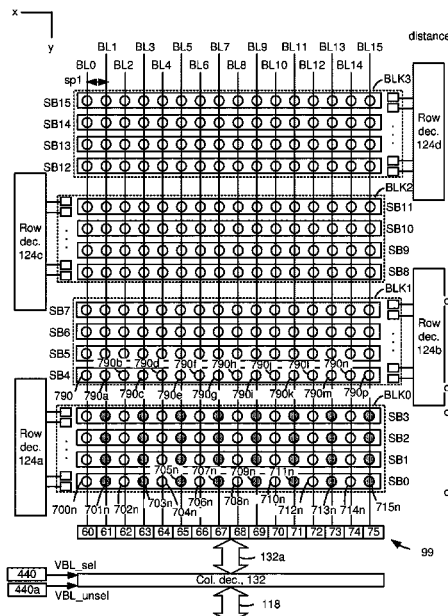 x
y
distance
BL0 BL1 BL2 BL3 BL4 BL5 BL6 BL7 BL8 BL9 BL10 BL11 BL12 BL13 BL14 BL15
sp1
BLK3
SB15
SB14
SB13
SB12
Row dec. 124d
BLK2
SB11
SB10
SB9
SB8
Row dec. 124c
BLK1
SB7
SB6
SB5
SB4
Row dec. 124b
790b 790d 790f 790h 790j 790l 790n
790 790a 790c 790e 790g 790i 790k 790m 790p
BLK0
SB3
SB2
SB1
SB0
Row dec. 124a
705n 707n 709n 711n
700n 701n 702n 703n 704n 706n 708n 710n 712n 713n 714n 715n
60 61 62 63 64 65 66 67 68 69 70 71 72 73 74 75
99
132a
440 VBL_sel
440a VBL_unsel
Col. dec., 132
118